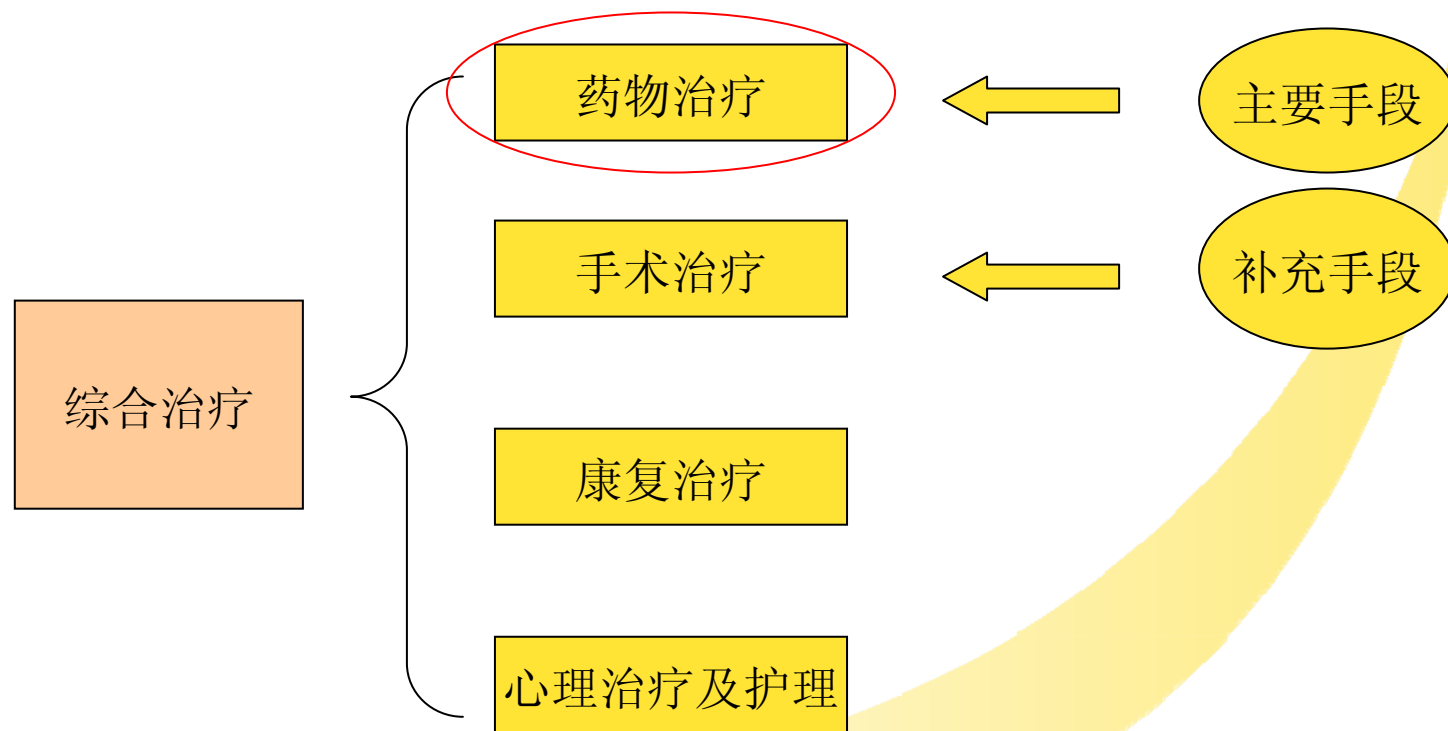 药物治疗
主要手段
手术治疗
补充手段
综合治疗
康复治疗
心理治疗及护理